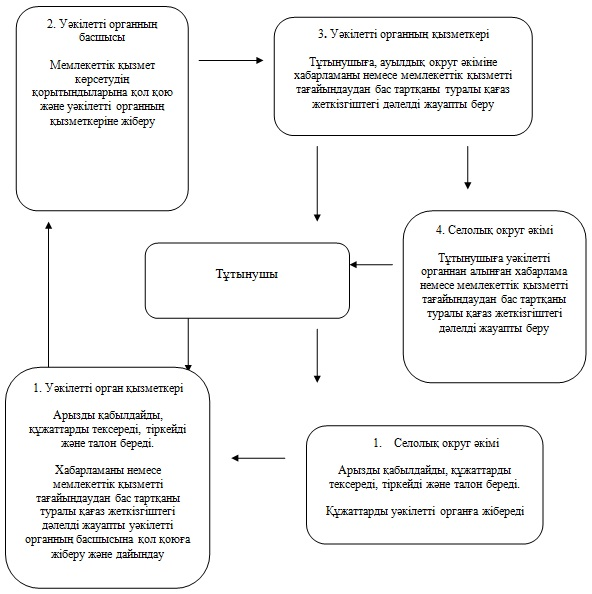 2. Уәкілетті органның
басшысы
Мемлекеттік қызмет
көрсетудің
қорытындыларына қол қою
және уәкілетті органның
қызметкеріне жіберу
3. Уәкілетті органның қызметкері
Тұтынушыға, ауылдық округ әкіміне
хабарламаны немесе мемлекеттік қызметті
тағайындаудан бас тартқаны туралы қағаз
жеткізгіштегі дәлелді жауапты беру
4. Селолық округ әкімі
Тұтынушыға уәкілетті
органнан алынған хабарлама
немесе мемлекеттік қызметті
тағайындаудан бас тартқаны
туралы қағаз жеткізгіштегі
дәлелді жауапты беру
Тұтынушы
1. Уәкілетті орган қызметкері
Арызды қабылдайды,
құжаттарды тексереді, тіркейді
және талон береді.
Хабарламаны немесе
мемлекеттік қызметті
тағайындаудан бас тартқаны
туралы қағаз жеткізгіштегі
дәлелді жауапты уәкілетті
органның басшысына қол қоюға
жіберу және дайындау
1. Селолық округ әкімі
Арызды қабылдайды, құжаттарды
тексереді, тіркейді және талон береді.
Құжаттарды уәкілетті органға жібереді